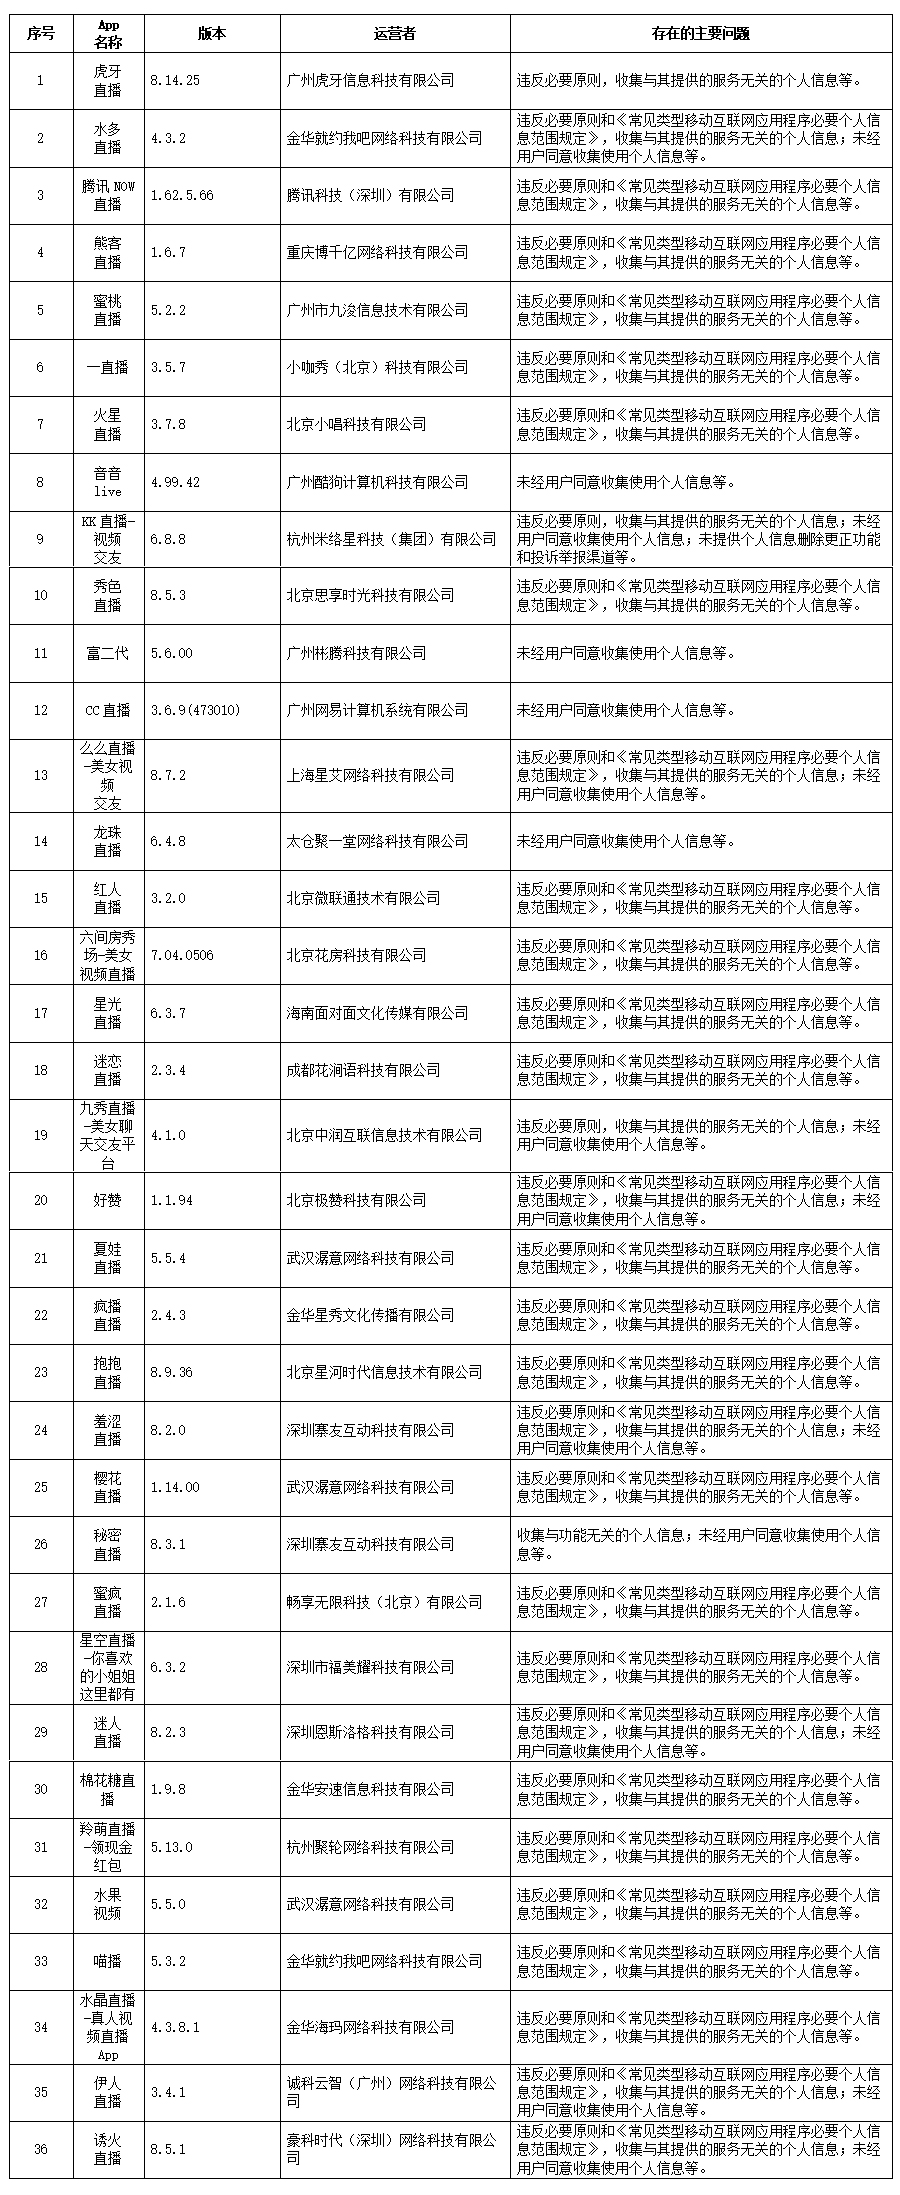 序号
App
名称
版本
运营者
存在的主要问题
1
虎牙
直播
8.14.25
广州虎牙信息科技有限公司
违反必要原则，收集与其提供的服务无关的个人信息等。
2
水多
直播
4.3.2
金华就约我吧网络科技有限公司
违反必要原则和《常见类型移动互联网应用程序必要个人信
息范围规定》，收集与其提供的服务无关的个人信息；未经
用户同意收集使用个人信息等。
3
腾讯 NOW
直播
1.62.5.66
腾讯科技（深圳）有限公司
违反必要原则和《常见类型移动互联网应用程序必要个人信
息范围规定》，收集与其提供的服务无关的个人信息等。
4
熊客
直播
1.6.7
重庆博千亿网络科技有限公司
违反必要原则和《常见类型移动互联网应用程序必要个人信
息范围规定》，收集与其提供的服务无关的个人信息等。
5
蜜桃
直播
5.2.2
广州市九浚信息技术有限公司
违反必要原则和《常见类型移动互联网应用程序必要个人信
息范围规定》，收集与其提供的服务无关的个人信息等。
6
一直播
3.5.7
小咖秀（北京）科技有限公司
违反必要原则和《常见类型移动互联网应用程序必要个人信
息范围规定》，收集与其提供的服务无关的个人信息等。
7
火星
直播
3.7.8
北京小唱科技有限公司
违反必要原则和《常见类型移动互联网应用程序必要个人信
息范围规定》，收集与其提供的服务无关的个人信息等。
8
音音
live
4.99.42
广州酷狗计算机科技有限公司
未经用户同意收集使用个人信息等。
9
KK 直播-
视频
交友
6.8.8
杭州米络星科技（集团）有限公司
违反必要原则，收集与其提供的服务无关的个人信息；未经
用户同意收集使用个人信息；未提供个人信息删除更正功能
和投诉举报渠道等。
10
秀色
直播
8.5.3
北京思享时光科技有限公司
违反必要原则和《常见类型移动互联网应用程序必要个人信
息范围规定》，收集与其提供的服务无关的个人信息等。
11
富二代
5.6.00
广州彬腾科技有限公司
未经用户同意收集使用个人信息等。
12
CC 直播
3.6.9(473010)
广州网易计算机系统有限公司
未经用户同意收集使用个人信息等。
13
么么直播
-美女视
频
交友
8.7.2
上海星艾网络科技有限公司
违反必要原则和《常见类型移动互联网应用程序必要个人信
息范围规定》，收集与其提供的服务无关的个人信息；未经
用户同意收集使用个人信息等。
14
龙珠
直播
6.4.8
太仓聚一堂网络科技有限公司
未经用户同意收集使用个人信息等。
15
红人
直播
3.2.0
北京微联通技术有限公司
违反必要原则和《常见类型移动互联网应用程序必要个人信
息范围规定》，收集与其提供的服务无关的个人信息等。
16
六间房秀
场-美女
视频直播
7.04.0506
北京花房科技有限公司
违反必要原则和《常见类型移动互联网应用程序必要个人信
息范围规定》，收集与其提供的服务无关的个人信息等。
17
星光
直播
6.3.7
海南面对面文化传媒有限公司
违反必要原则和《常见类型移动互联网应用程序必要个人信
息范围规定》，收集与其提供的服务无关的个人信息等。
18
迷恋
直播
2.3.4
成都花涧语科技有限公司
违反必要原则和《常见类型移动互联网应用程序必要个人信
息范围规定》，收集与其提供的服务无关的个人信息等。
19
九秀直播
-美女聊
天交友平
台
4.1.0
北京中润互联信息技术有限公司
违反必要原则，收集与其提供的服务无关的个人信息；未经
用户同意收集使用个人信息等。
20
好赞
1.1.94
北京极赞科技有限公司
违反必要原则和《常见类型移动互联网应用程序必要个人信
息范围规定》，收集与其提供的服务无关的个人信息；未经
用户同意收集使用个人信息等。
21
夏娃
直播
5.5.4
武汉潺意网络科技有限公司
违反必要原则和《常见类型移动互联网应用程序必要个人信
息范围规定》，收集与其提供的服务无关的个人信息等。
22
疯播
直播
2.4.3
金华星秀文化传播有限公司
违反必要原则和《常见类型移动互联网应用程序必要个人信
息范围规定》，收集与其提供的服务无关的个人信息等。
23
抱抱
直播
8.9.36
北京星河时代信息技术有限公司
违反必要原则和《常见类型移动互联网应用程序必要个人信
息范围规定》，收集与其提供的服务无关的个人信息等。
24
羞涩
直播
8.2.0
深圳寨友互动科技有限公司
违反必要原则和《常见类型移动互联网应用程序必要个人信
息范围规定》，收集与其提供的服务无关的个人信息；未经
用户同意收集使用个人信息等。
25
樱花
直播
1.14.00
武汉潺意网络科技有限公司
违反必要原则和《常见类型移动互联网应用程序必要个人信
息范围规定》，收集与其提供的服务无关的个人信息等。
26
秘密
直播
8.3.1
深圳寨友互动科技有限公司
收集与功能无关的个人信息；未经用户同意收集使用个人信
息等。
27
蜜疯
直播
2.1.6
畅享无限科技（北京）有限公司
违反必要原则和《常见类型移动互联网应用程序必要个人信
息范围规定》，收集与其提供的服务无关的个人信息等。
28
星空直播
-你喜欢
的小姐姐
这里都有
6.3.2
深圳市福美耀科技有限公司
违反必要原则和《常见类型移动互联网应用程序必要个人信
息范围规定》，收集与其提供的服务无关的个人信息等。
29
迷人
直播
8.2.3
深圳恩斯洛格科技有限公司
违反必要原则和《常见类型移动互联网应用程序必要个人信
息范围规定》，收集与其提供的服务无关的个人信息；未经
用户同意收集使用个人信息等。
30
棉花糖直
播
1.9.8
金华安速信息科技有限公司
违反必要原则和《常见类型移动互联网应用程序必要个人信
息范围规定》，收集与其提供的服务无关的个人信息等。
31
羚萌直播
-领现金
红包
5.13.0
杭州聚轮网络科技有限公司
违反必要原则和《常见类型移动互联网应用程序必要个人信
息范围规定》，收集与其提供的服务无关的个人信息等。
32
水果
视频
5.5.0
武汉潺意网络科技有限公司
违反必要原则和《常见类型移动互联网应用程序必要个人信
息范围规定》，收集与其提供的服务无关的个人信息等。
33
喵播
5.3.2
金华就约我吧网络科技有限公司
违反必要原则和《常见类型移动互联网应用程序必要个人信
息范围规定》，收集与其提供的服务无关的个人信息等。
34
水晶直播
-真人视
频直播
App
4.3.8.1
金华海玛网络科技有限公司
违反必要原则和《常见类型移动互联网应用程序必要个人信
息范围规定》，收集与其提供的服务无关的个人信息等。
35
伊人
直播
3.4.1
诚科云智（广州）网络科技有限公
司
违反必要原则和《常见类型移动互联网应用程序必要个人信
息范围规定》，收集与其提供的服务无关的个人信息；未经
用户同意收集使用个人信息等。
36
诱火
直播
8.5.1
豪科时代（深圳）网络科技有限公
司
违反必要原则和《常见类型移动互联网应用程序必要个人信
息范围规定》，收集与其提供的服务无关的个人信息；未经
用户同意收集使用个人信息等。